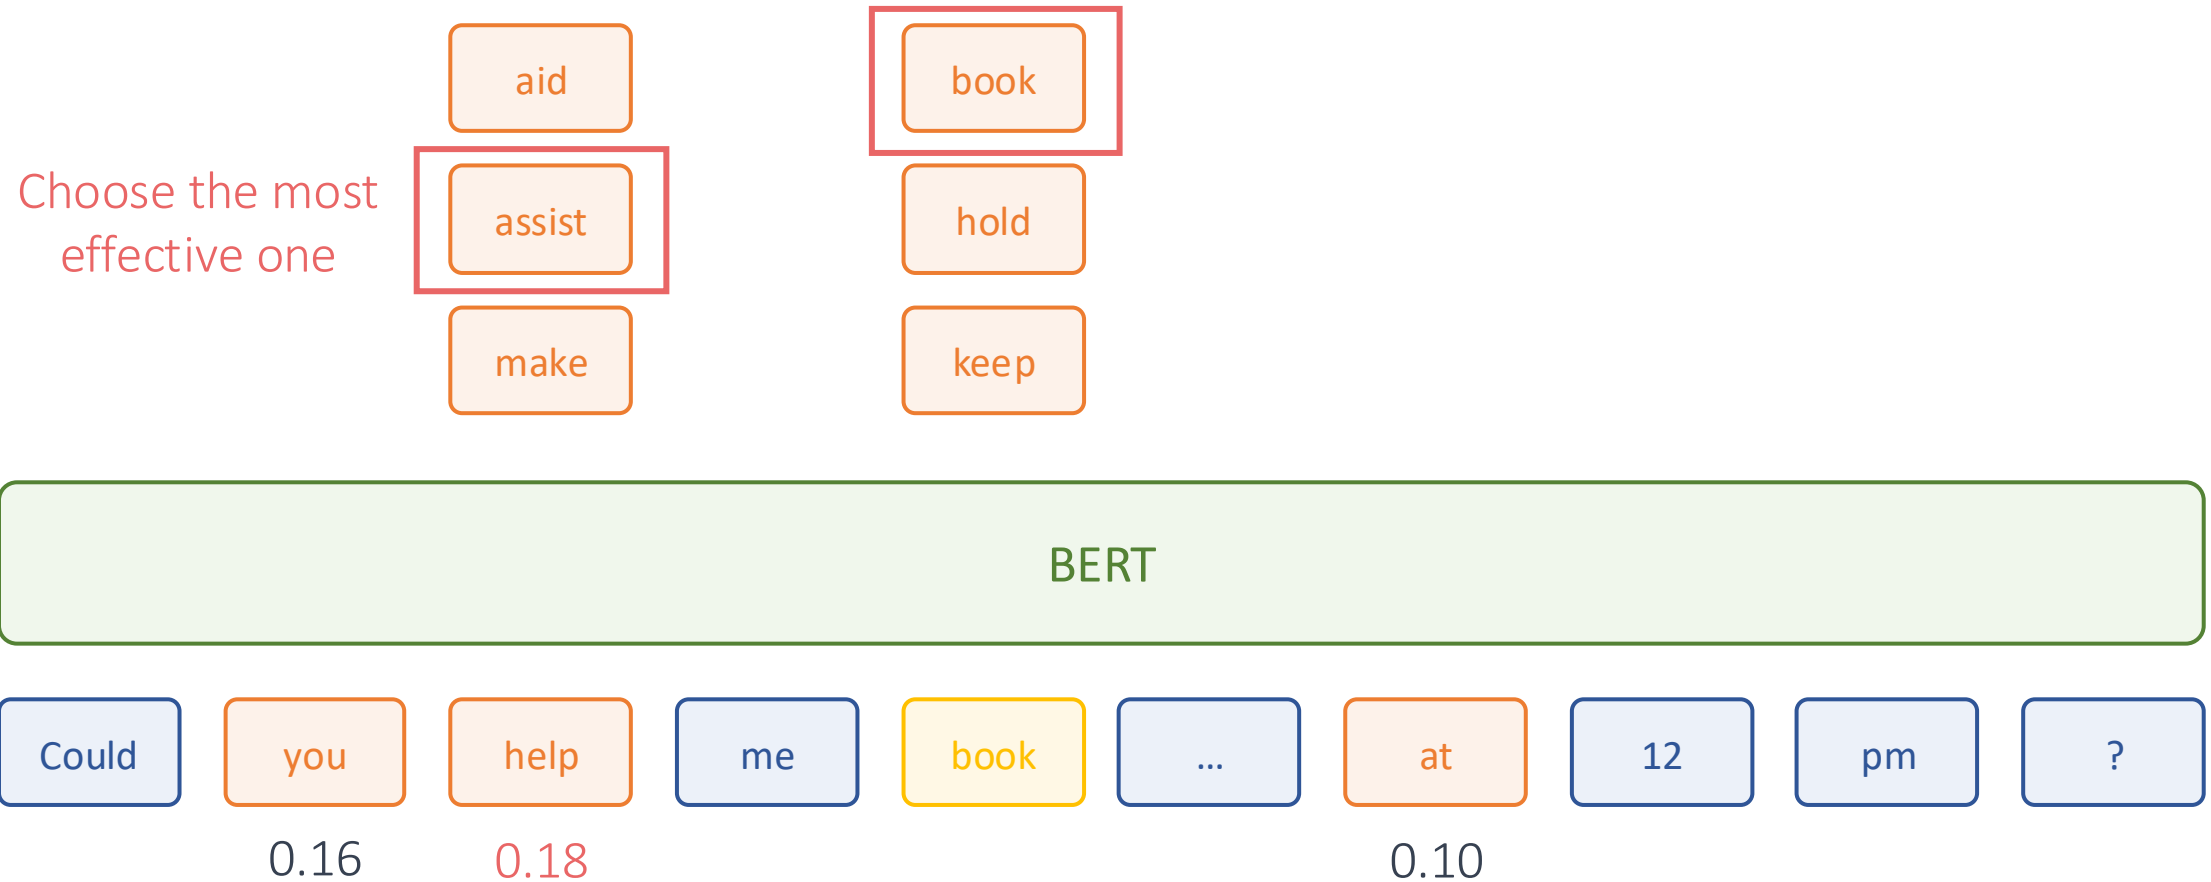 aid
book
Choose the most
effective one
assist
hold
make
keep
BERT
Could you help me book ... at 12 pm ?
0.16 0.18 0.10